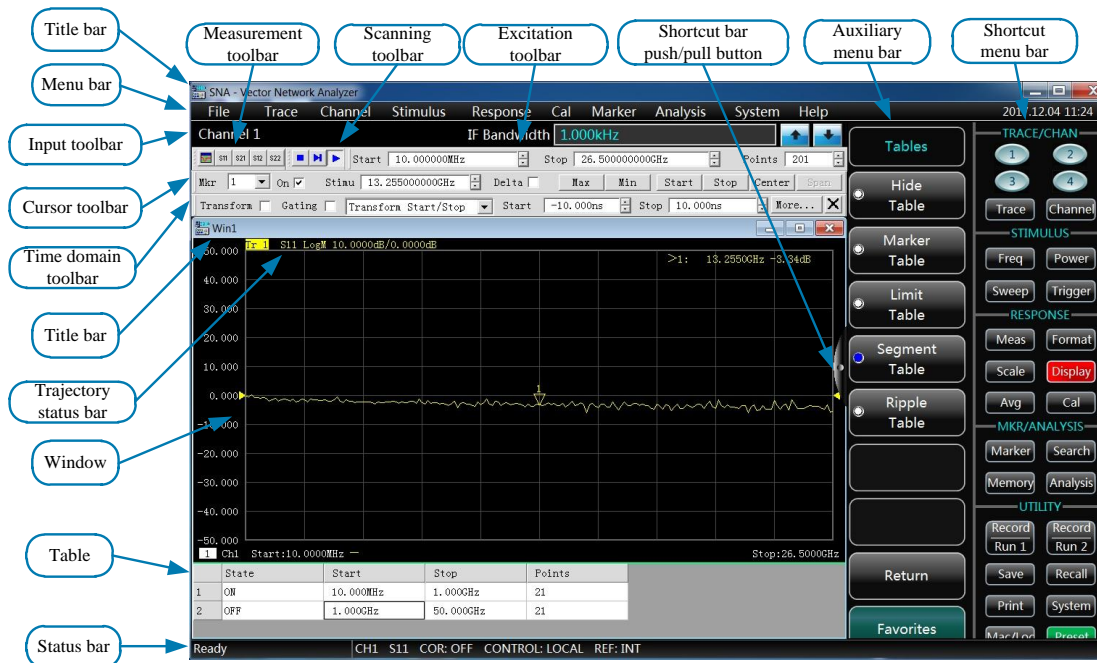 Title bar
Measurement toolbar
Scanning toolbar
Excitation toolbar
Shortcut bar push/pull button
Auxiliary menu bar
Shortcut menu bar
Menu bar
Input toolbar
Cursor toolbar
Time domain toolbar
Title bar
Trajectory status bar
Window
Table
Status bar
SNA - Vector Network Analyzer
File Trace Channel Stimulus Response Cal Marker Analysis System Help
12.04 11:24
Channel 1 IF Bandwidth 1.000kHz
S11 S21 S12 S22 Start 10.000000MHz Stop 26.500000000GHz Points 201
Mkr 1 On Stimu 13.255000000GHz Delta Max Min Start Stop Center Span
Transform Gating Transform Start/Stop Start -10.000ns Stop 10.000ns More...
Win1
Tr 1 S11 LogM 10.0000dB/0.0000dB
>1: 13.2550GHz -3.34dB
50.000
40.000
30.000
20.000
10.000
0.000
-10.000
-20.000
-30.000
-40.000
-50.000
1
1 Ch1 Start:10.0000MHz — Stop:26.5000GHz
State Start Stop Points
1 ON 10.000MHz 1.000GHz 21
2 OFF 1.000GHz 50.000GHz 21
Ready CH1 S11 COR: OFF CONTROL: LOCAL REF: INT
Tables
Hide Table
Marker Table
Limit Table
Segment Table
Ripple Table
Return
Favorites
TRACE/CHAN
1 2
3 4
Trace Channel
STIMULUS
Freq Power
Sweep Trigger
RESPONSE
Meas Format
Scale Display
Avg Cal
MKR/ANALYSIS
Marker Search
Memory Analysis
UTILITY
Record Run 1 Record Run 2
Save Recall
Print System
Mac/Loc Preset